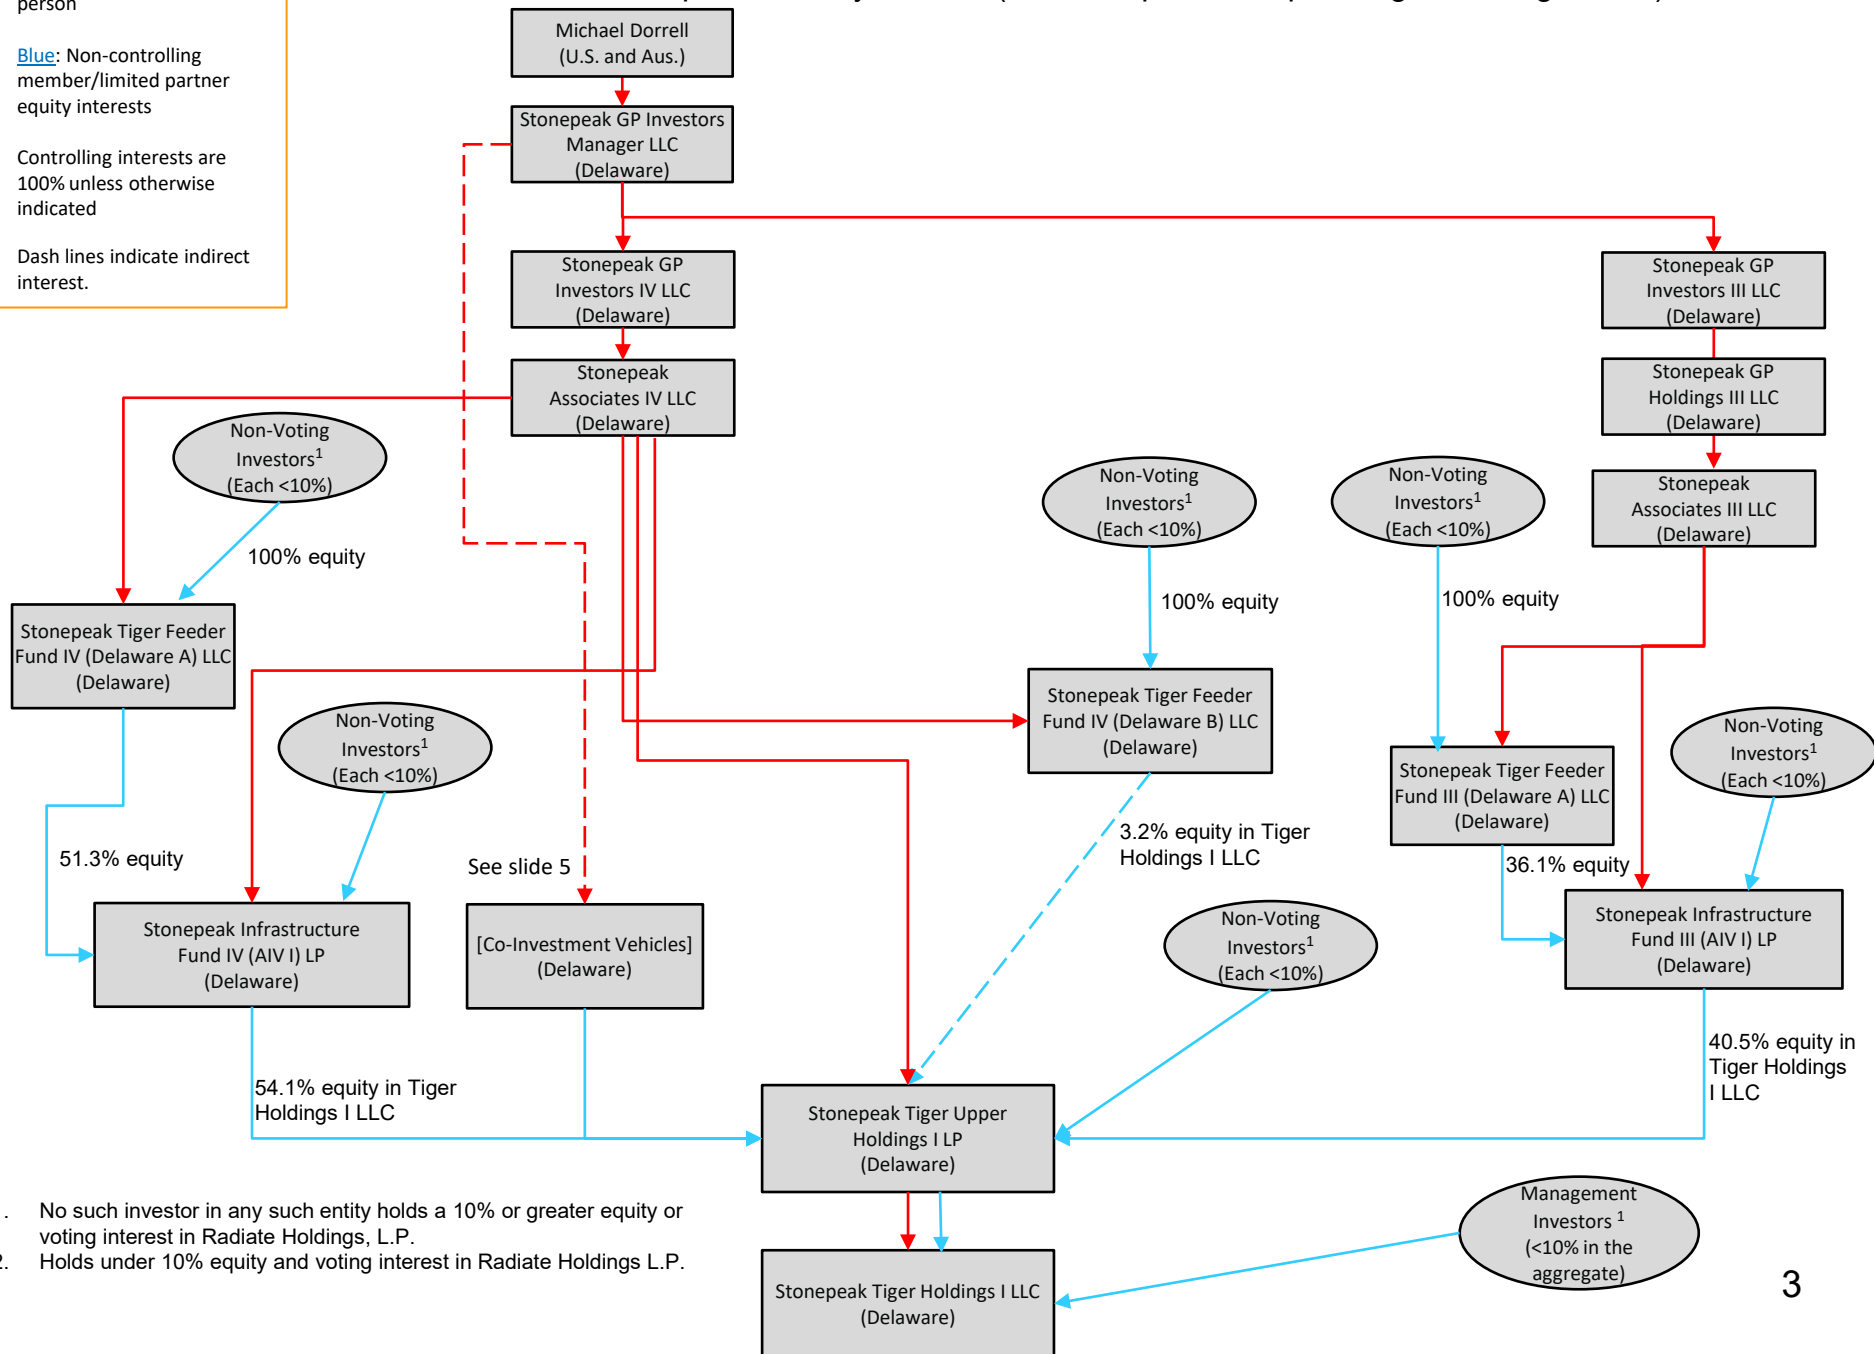 person
Blue: Non-controlling
member/limited partner
equity interests
Controlling interests are
100% unless otherwise
indicated
Dash lines indicate indirect
interest.
Michael Dorrell
(U.S. and Aus.)
Stonepeak GP Investors
Manager LLC
(Delaware)
Stonepeak GP
Investors IV LLC
(Delaware)
Stonepeak GP
Investors III LLC
(Delaware)
Stonepeak
Associates IV LLC
(Delaware)
Stonepeak GP
Holdings III LLC
(Delaware)
Non-Voting
Investors1
(Each <10%)
Non-Voting
Investors1
(Each <10%)
Non-Voting
Investors1
(Each <10%)
Stonepeak
Associates III LLC
(Delaware)
100% equity
100% equity
100% equity
Stonepeak Tiger Feeder
Fund IV (Delaware A) LLC
(Delaware)
Stonepeak Tiger Feeder
Fund IV (Delaware B) LLC
(Delaware)
Non-Voting
Investors1
(Each <10%)
Non-Voting
Investors1
(Each <10%)
Stonepeak Tiger Feeder
Fund III (Delaware A) LLC
(Delaware)
51.3% equity
See slide 5
3.2% equity in Tiger
Holdings I LLC
36.1% equity
Stonepeak Infrastructure
Fund IV (AIV I) LP
(Delaware)
[Co-Investment Vehicles]
(Delaware)
Non-Voting
Investors1
(Each <10%)
Stonepeak Infrastructure
Fund III (AIV I) LP
(Delaware)
54.1% equity in Tiger
Holdings I LLC
40.5% equity in
Tiger Holdings
I LLC
Stonepeak Tiger Upper
Holdings I LP
(Delaware)
Management
Investors 1
(<10% in the
aggregate)
Stonepeak Tiger Holdings I LLC
(Delaware)
. No such investor in any such entity holds a 10% or greater equity or
voting interest in Radiate Holdings, L.P.
2. Holds under 10% equity and voting interest in Radiate Holdings L.P.
3